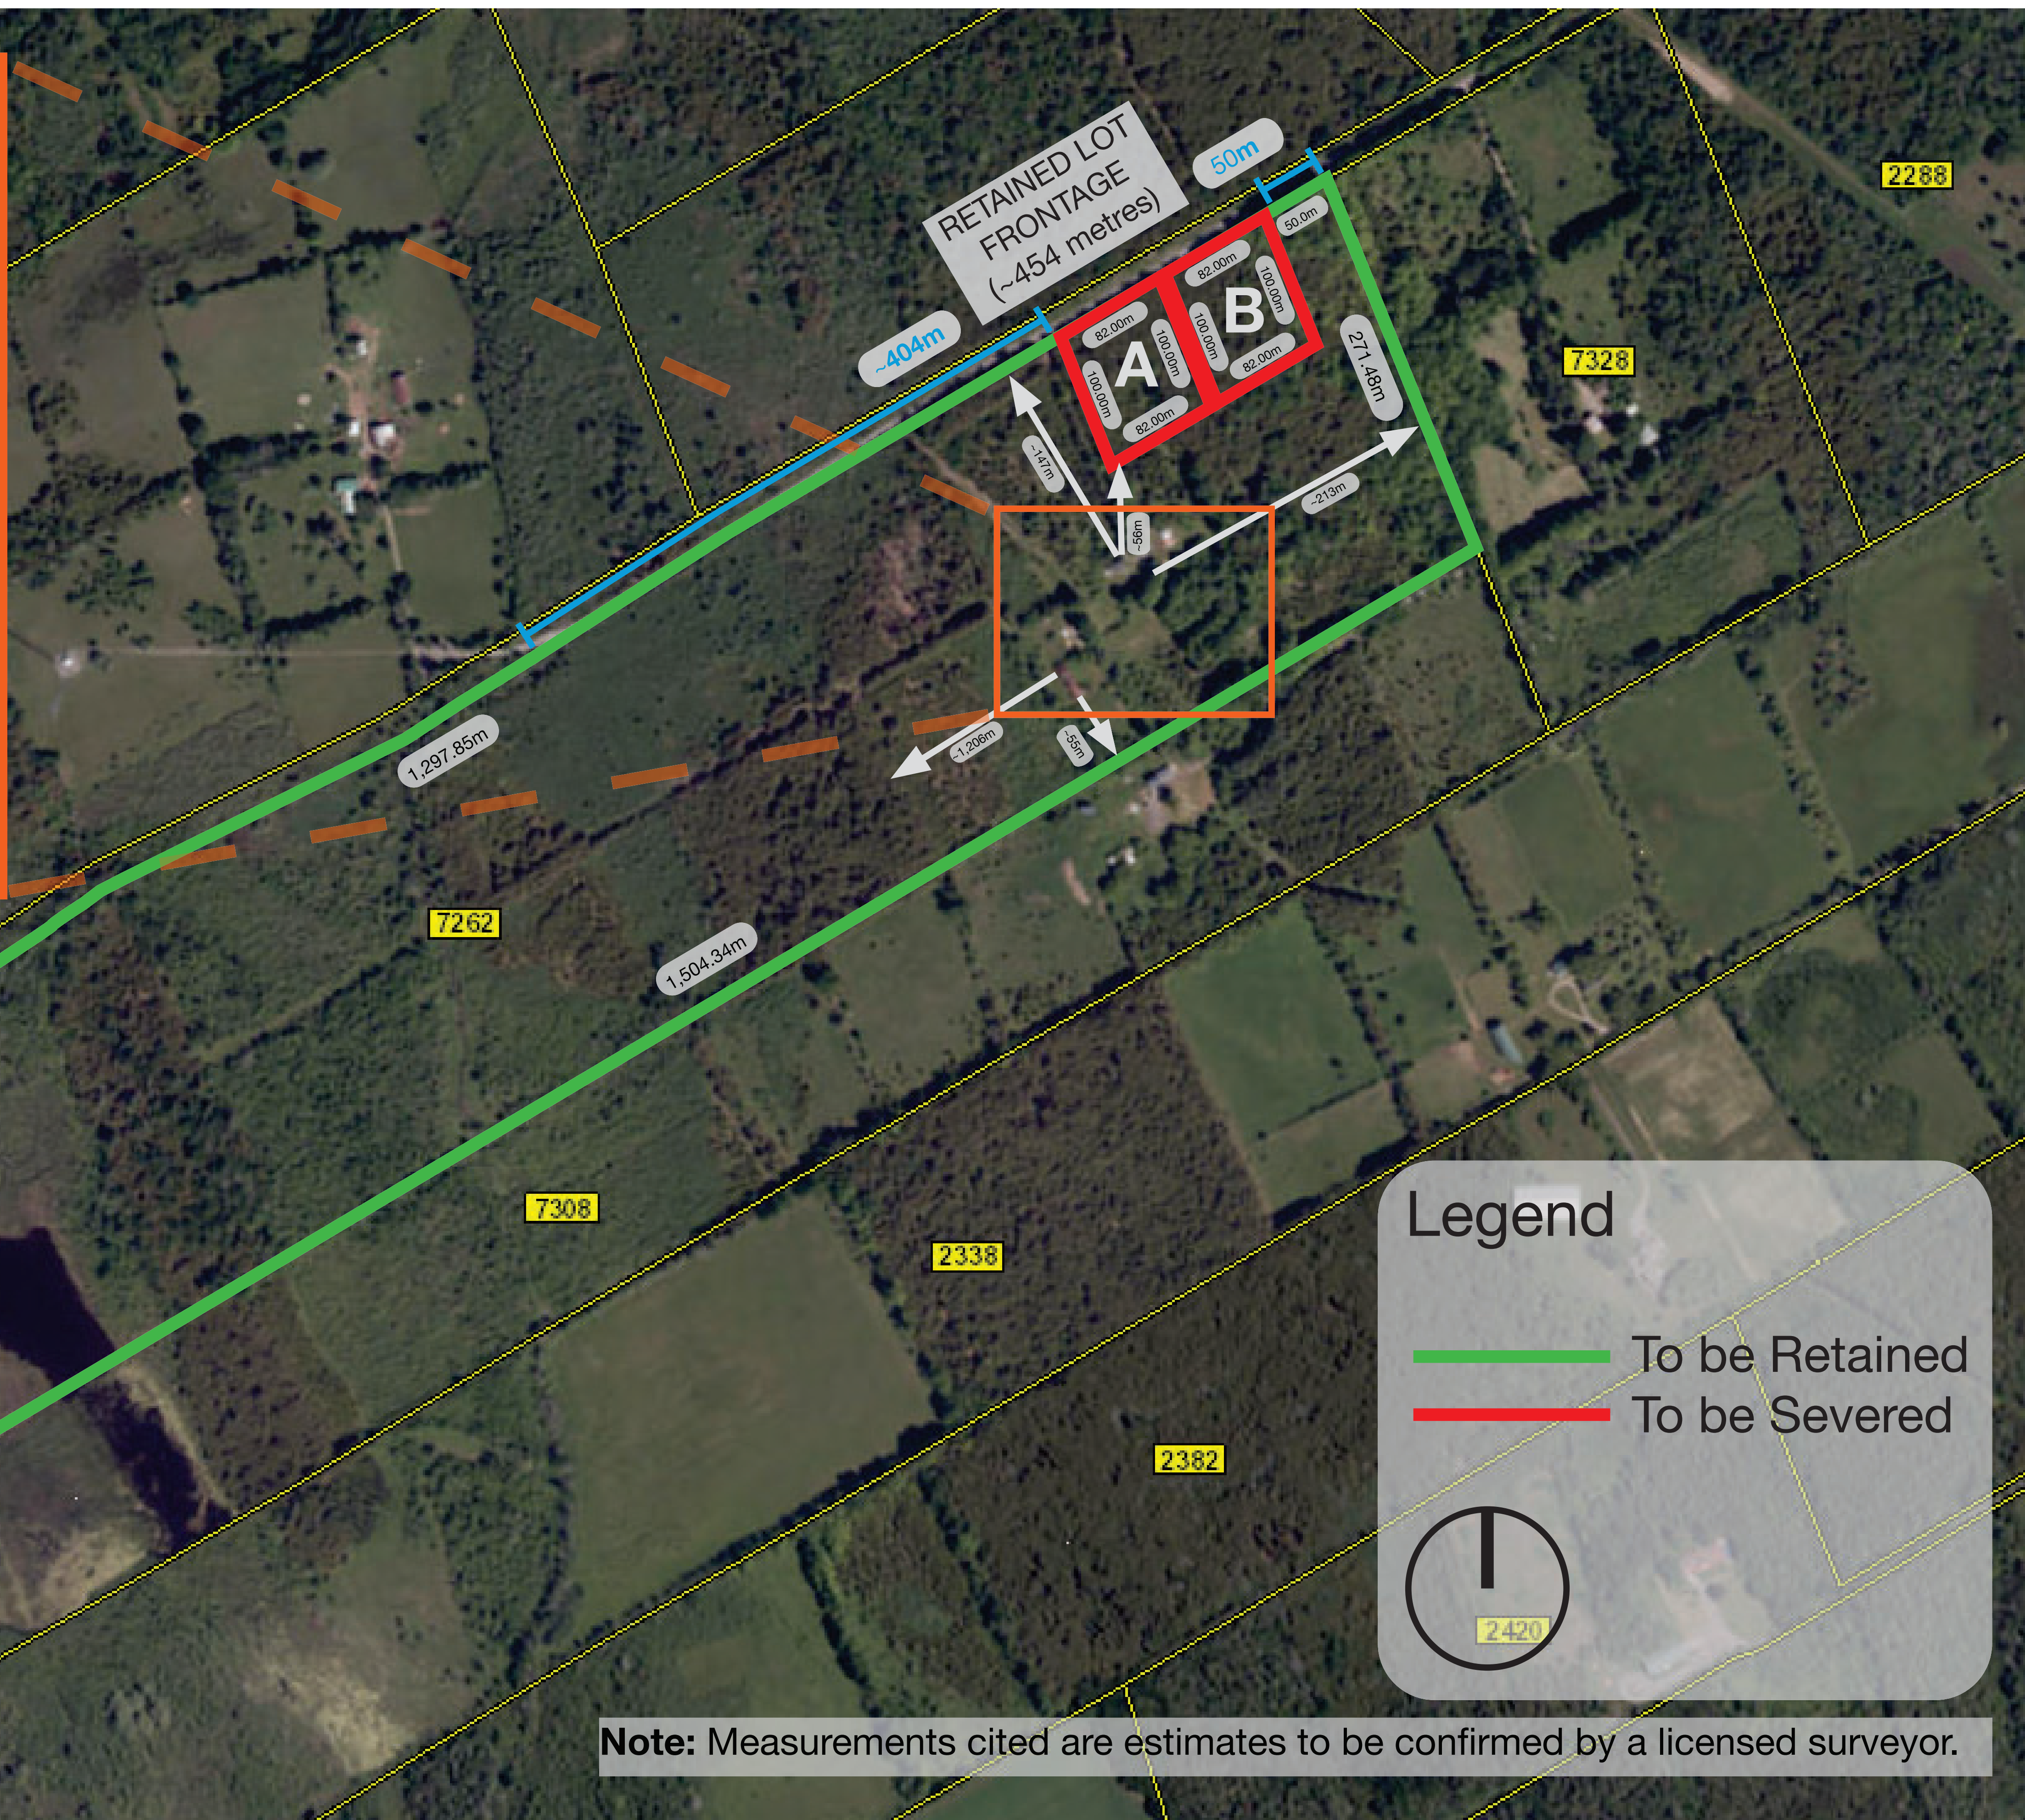 2288
50m
RETAINED LOT
FRONTAGE
(~454 metres)
50.0m
82.00m
100.00m
B
100.00m
82.00m
82.00m
100.00m
A
100.00m
82.00m
~404m
271.48m
7328
~147m
~213m
~56m
1,297.85m
~1,206m
~55m
7262
1,504.34m
7308
2338
2382
Legend
To be Retained
To be Severed
2420
Note: Measurements cited are estimates to be confirmed by a licensed surveyor.